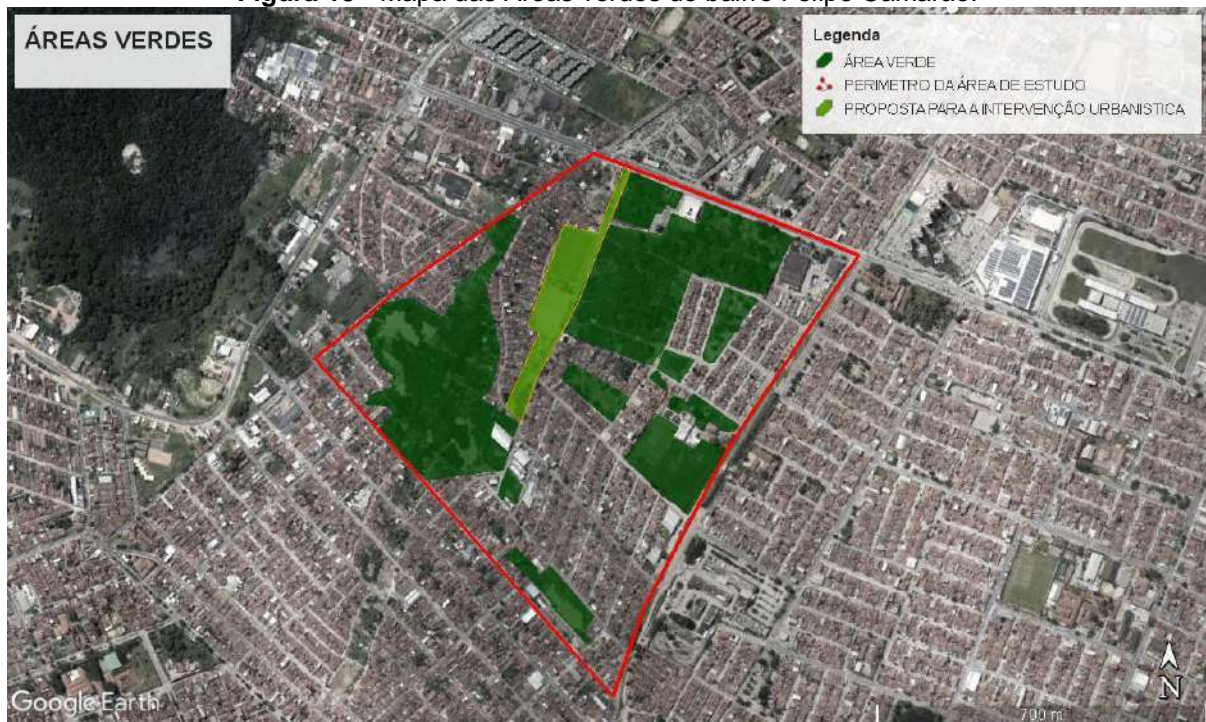 ÁREAS VERDES
Legenda
ÁREA VERDE
PERIMETRO DA ÁREA DE ESTUDO
PROPOSTA PARA A INTERVENÇÃO URBANISTICA
Google Earth
N
700 m